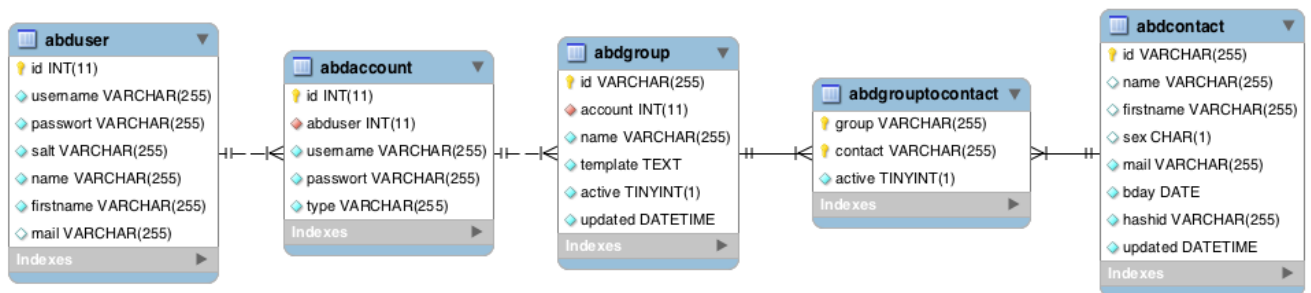 abduser
id INT(11)
username VARCHAR(255)
passwort VARCHAR(255)
salt VARCHAR(255)
name VARCHAR(255)
firstname VARCHAR(255)
mail VARCHAR(255)
Indexes
abdaccount
id INT(11)
abduser INT(11)
username VARCHAR(255)
passwort VARCHAR(255)
type VARCHAR(255)
Indexes
abdgroup
id VARCHAR(255)
account INT(11)
name VARCHAR(255)
template TEXT
active TINYINT(1)
updated DATETIME
Indexes
abdgrouptocontact
group VARCHAR(255)
contact VARCHAR(255)
active TINYINT(1)
Indexes
abdcontact
id VARCHAR(255)
name VARCHAR(255)
firstname VARCHAR(255)
sex CHAR(1)
mail VARCHAR(255)
bday DATE
hashid VARCHAR(255)
updated DATETIME
Indexes